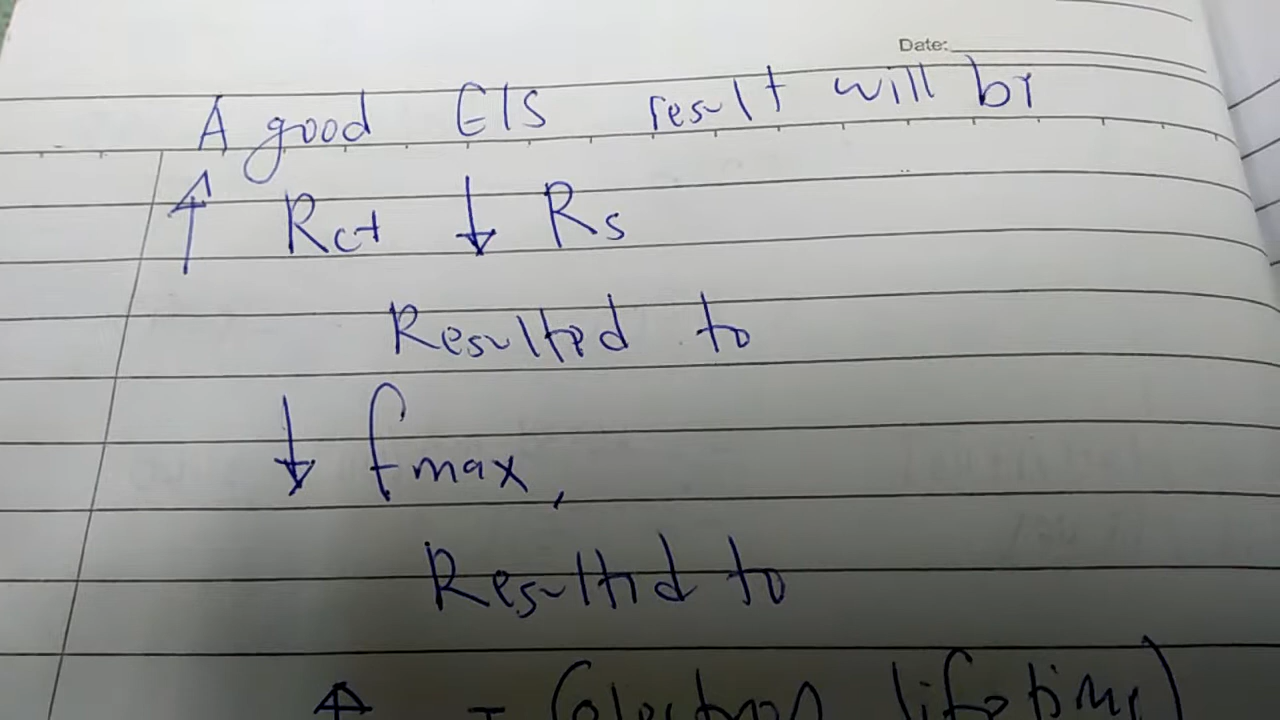 Date:
A good EIS result will be
↑ Rct ↓ Rs
Resulted to
↓ fmax,
Resulted to
↑ τ (electron lifetime)